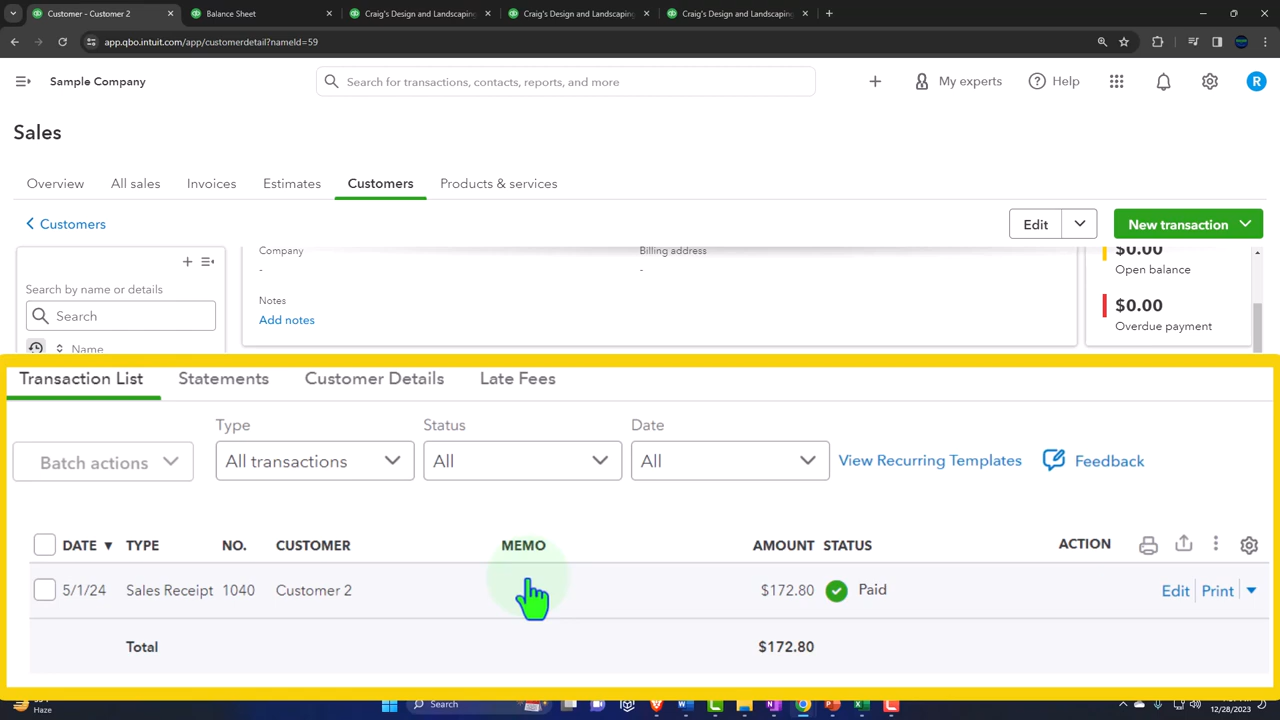 Customer - Customer 2
Balance Sheet
Craig's Design and Landscaping
Craig's Design and Landscaping
Craig's Design and Landscaping
app.qbo.intuit.com/app/customerdetail?nameId=59
Sample Company
Search for transactions, contacts, reports, and more
My experts
Help
R
Sales
Overview
All sales
Invoices
Estimates
Customers
Products & services
Customers
Edit
New transaction
Company
-
Billing address
-
$0.00
Open balance
Search by name or details
Search
Notes
Add notes
$0.00
Overdue payment
Name
Transaction List
Statements
Customer Details
Late Fees
Type
Status
Date
Batch actions
All transactions
All
All
View Recurring Templates
Feedback
DATE TYPE NO. CUSTOMER MEMO AMOUNT STATUS ACTION
5/1/24 Sales Receipt 1040 Customer 2 $172.80 Paid Edit Print
Total $172.80
Haze
Search
12/28/2023